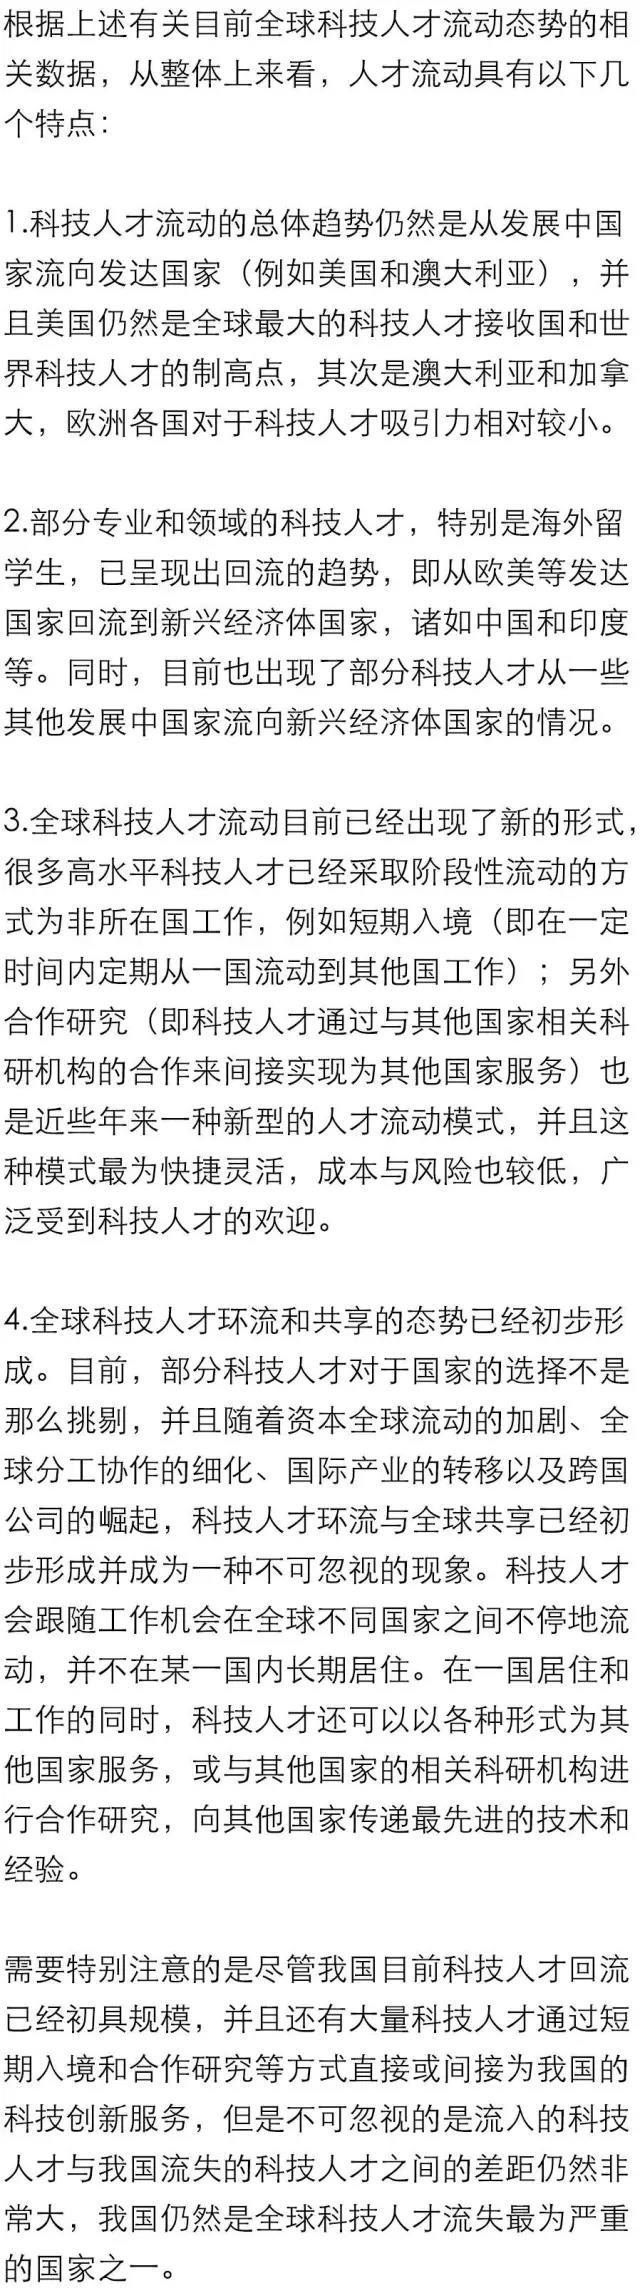 根据上述有关目前全球科技人才流动态势的相
关数据，从整体上来看，人才流动具有以下几
个特点：
1.科技人才流动的总体趋势仍然是从发展中国
家流向发达国家（例如美国和澳大利亚），并
且美国仍然是全球最大的科技人才接收国和世
界科技人才的制高点，其次是澳大利亚和加拿
大，欧洲各国对于科技人才吸引力相对较小。
2.部分专业和领域的科技人才，特别是海外留
学生，已呈现出回流的趋势，即从欧美等发达
国家回流到新兴经济体国家，诸如中国和印度
等。同时，目前也出现了部分科技人才从一些
其他发展中国家流向新兴经济体国家的情况。
3.全球科技人才流动目前已经出现了新的形式，
很多高水平科技人才已经采取阶段性流动的方
式为非所在国工作，例如短期入境（即在一定
时间内定期从一国流动到其他国工作）；另外
合作研究（即科技人才通过与其他国家相关科
研机构的合作来间接实现为其他国家服务）也
是近些年来一种新型的人才流动模式，并且这
种模式最为快捷灵活，成本与风险也较低，广
泛受到科技人才的欢迎。
4.全球科技人才环流和共享的态势已经初步形
成。目前，部分科技人才对于国家的选择不是
那么挑剔，并且随着资本全球流动的加剧、全
球分工协作的细化、国际产业的转移以及跨国
公司的崛起，科技人才环流与全球共享已经初
步形成并成为一种不可忽视的现象。科技人才
会跟随工作机会在全球不同国家之间不停地流
动，并不在某一国内长期居住。在一国居住和
工作的同时，科技人才还可以以各种形式为其
他国家服务，或与其他国家的相关科研机构进
行合作研究，向其他国家传递最先进的技术和
经验。
需要特别注意的是尽管我国目前科技人才回流
已经初具规模，并且还有大量科技人才通过短
期入境和合作研究等方式直接或间接为我国的
科技创新服务，但是不可忽视的是流入的科技
人才与我国流失的科技人才之间的差距仍然非
常大，我国仍然是全球科技人才流失最为严重
的国家之一。